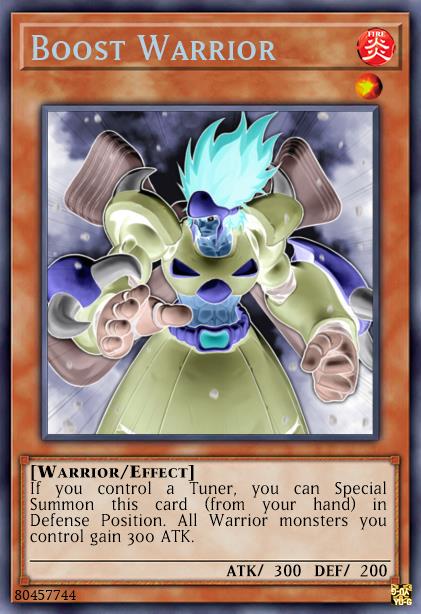 Boost Warrior
FIRE
炎
[Warrior/Effect]
If you control a Tuner, you can Special
Summon this card (from your hand) in
Defense Position. All Warrior monsters you
control gain 300 ATK.
ATK/ 300 DEF/ 200
80457744